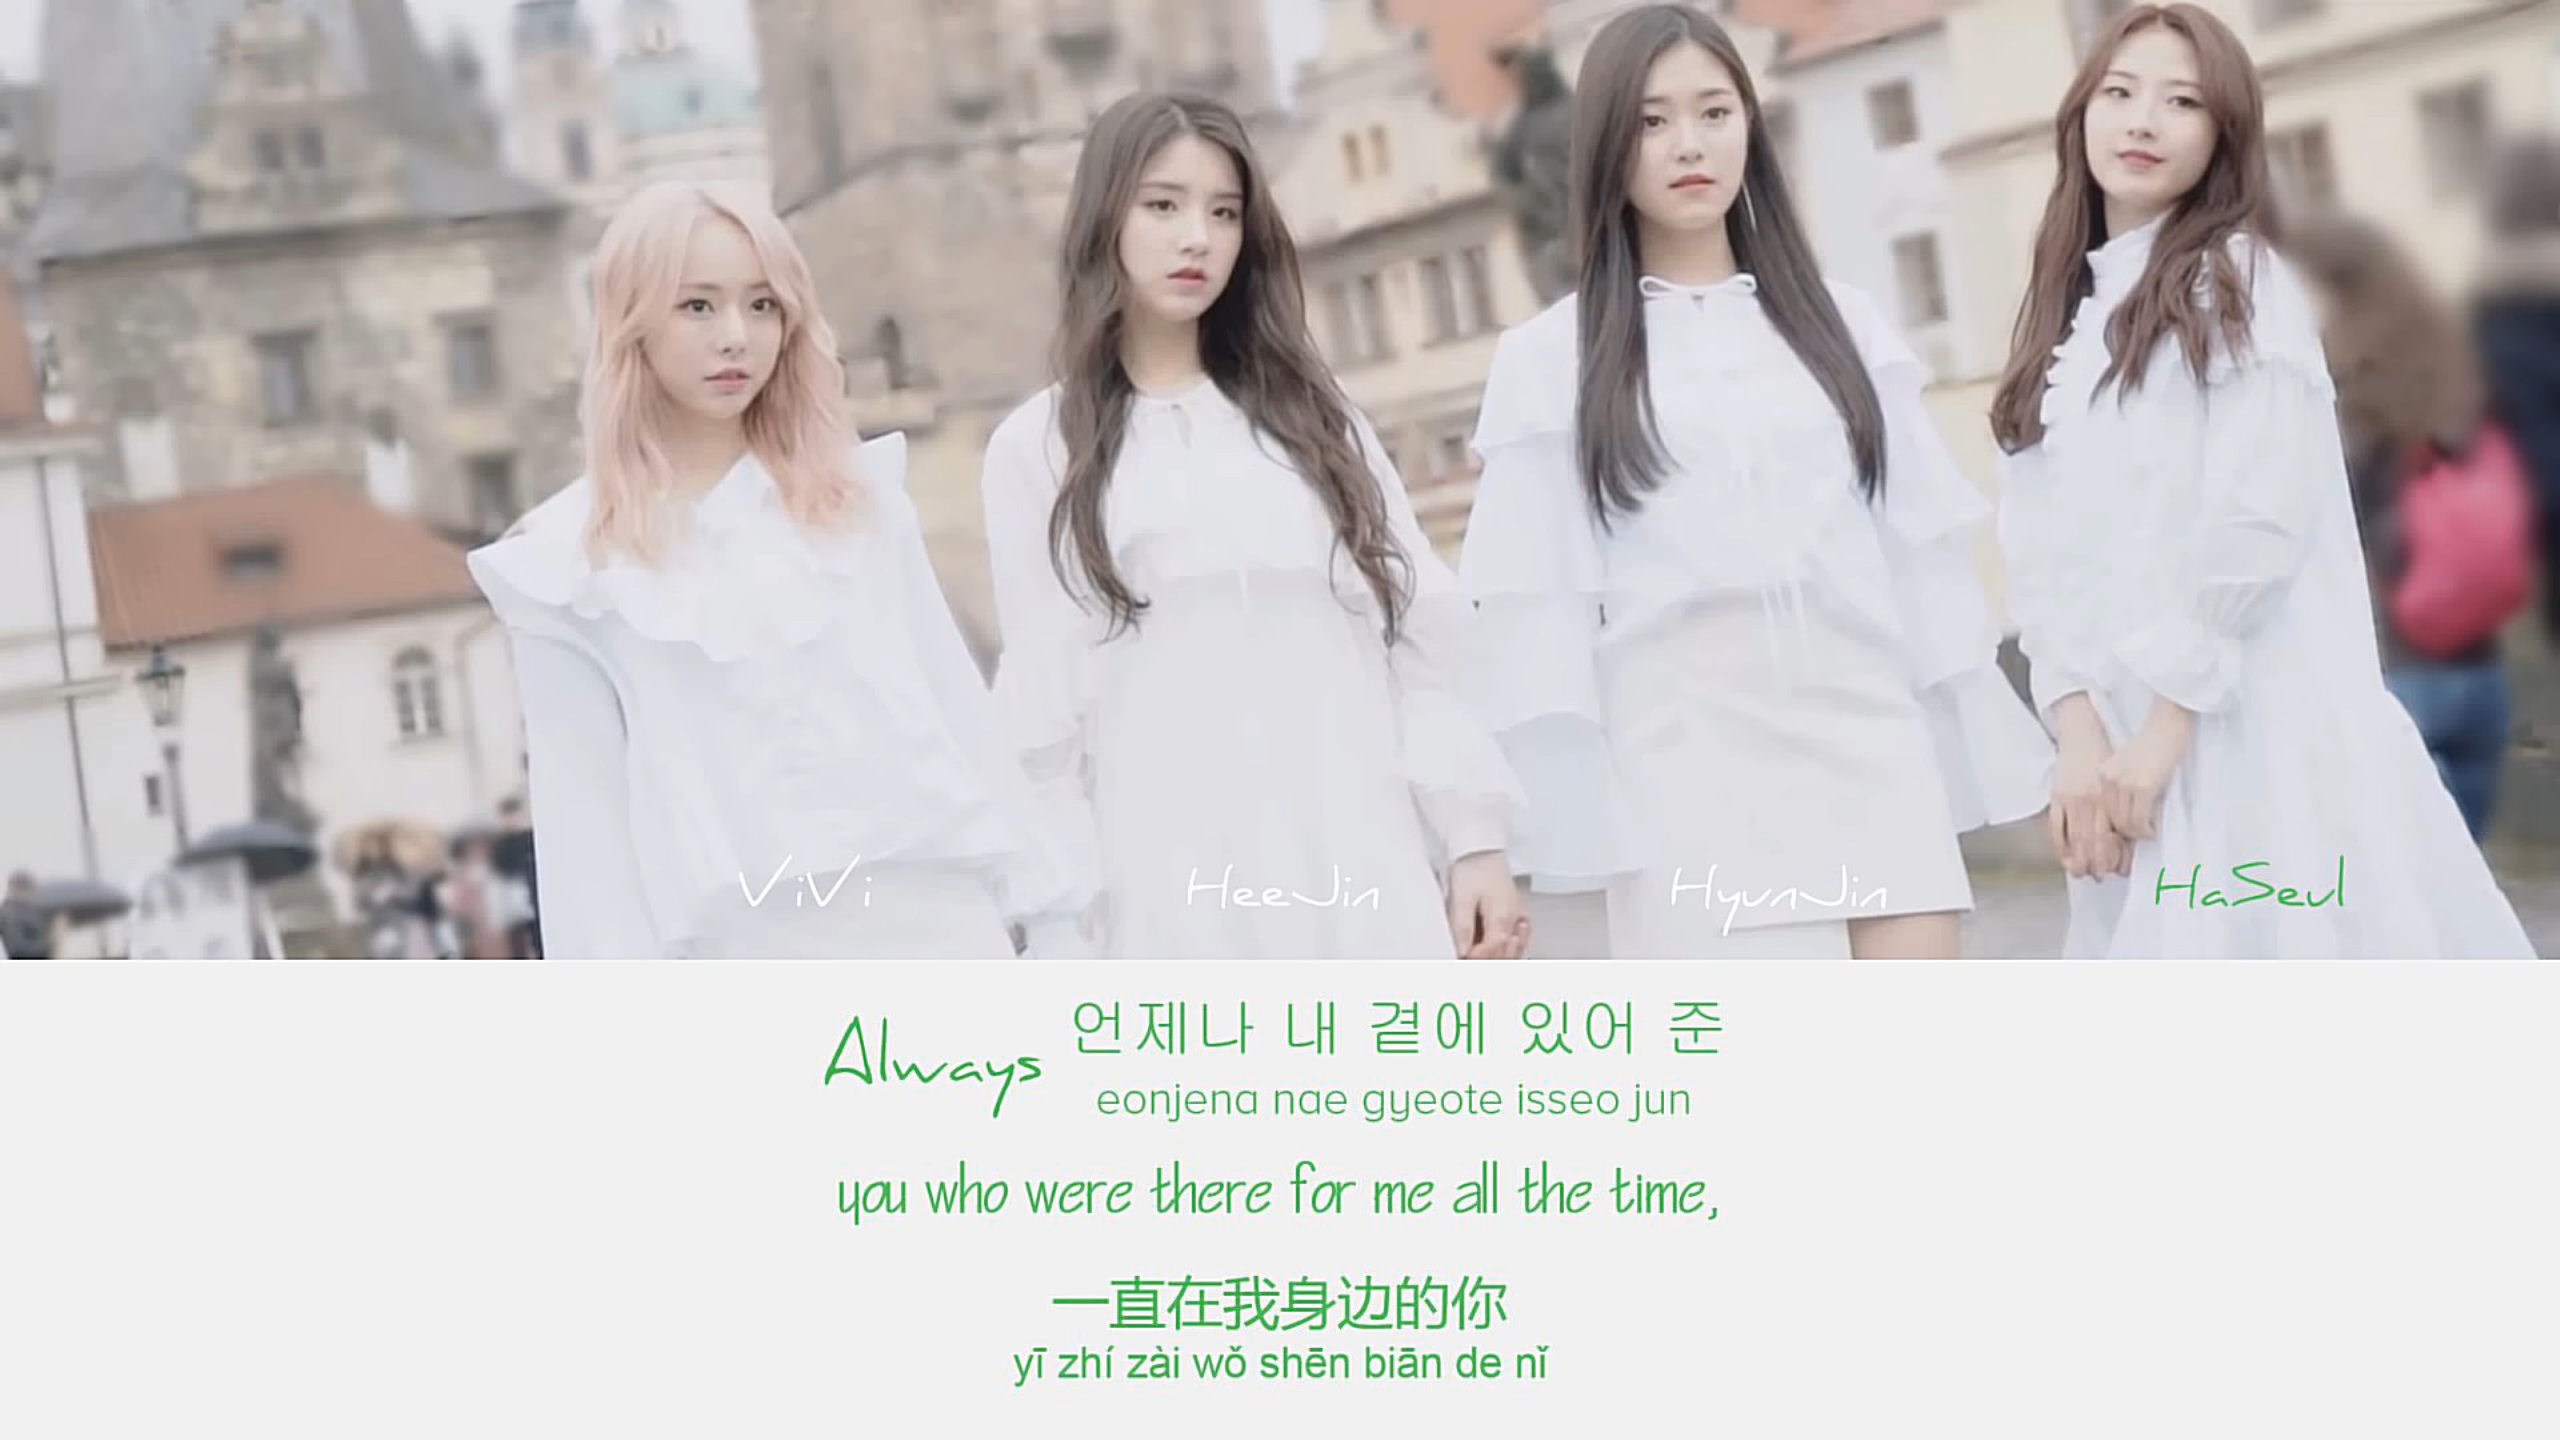 ViVi HeeJin HyunJin HaSeul
Always 언제나 내 곁에 있어 준
eonjena nae gyeote isseo jun
you who were there for me all the time,
一直在我身边的你
yī zhí zài wǒ shēn biān de nǐ